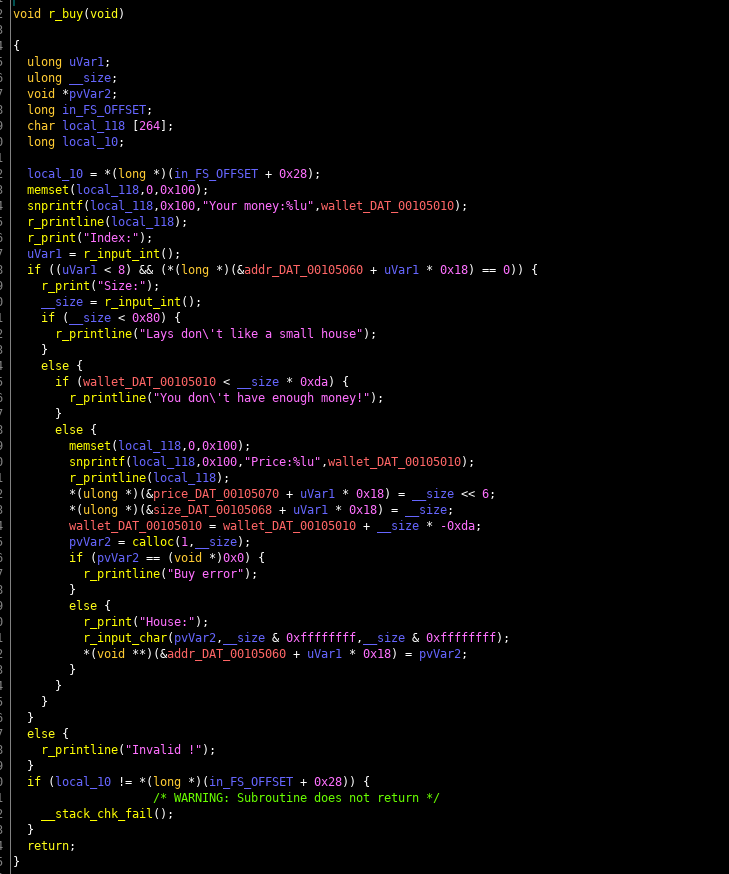 void r_buy(void)
{
  ulong uVar1;
  ulong __size;
  void *pvVar2;
  long in_FS_OFFSET;
  char local_118 [264];
  long local_10;
  local_10 = *(long *)(in_FS_OFFSET + 0x28);
  memset(local_118,0,0x100);
  snprintf(local_118,0x100,"Your money:%lu",wallet_DAT_00105010);
  r_printline(local_118);
  r_print("Index:");
  uVar1 = r_input_int();
  if ((uVar1 < 8) && (*(long *)(&addr_DAT_00105060 + uVar1 * 0x18) == 0)) {
    r_print("Size:");
    __size = r_input_int();
    if (__size < 0x80) {
      r_printline("Lays don\'t like a small house");
    }
    else {
      if (wallet_DAT_00105010 < __size * 0xda) {
        r_printline("You don\'t have enough money!");
      }
      else {
        memset(local_118,0,0x100);
        snprintf(local_118,0x100,"Price:%lu",wallet_DAT_00105010);
        r_printline(local_118);
        *(ulong *)(&price_DAT_00105070 + uVar1 * 0x18) = __size << 6;
        *(ulong *)(&size_DAT_00105068 + uVar1 * 0x18) = __size;
        wallet_DAT_00105010 = wallet_DAT_00105010 + __size * -0xda;
        pvVar2 = calloc(1,__size);
        if (pvVar2 == (void *)0x0) {
          r_printline("Buy error");
        }
        else {
          r_print("House:");
          r_input_char(pvVar2,__size & 0xffffffff,__size & 0xffffffff);
          *(void **)(&addr_DAT_00105060 + uVar1 * 0x18) = pvVar2;
        }
      }
    }
  }
  else {
    r_printline("Invalid !");
  }
  if (local_10 != *(long *)(in_FS_OFFSET + 0x28)) {
                    /* WARNING: Subroutine does not return */
    __stack_chk_fail();
  }
  return;
}